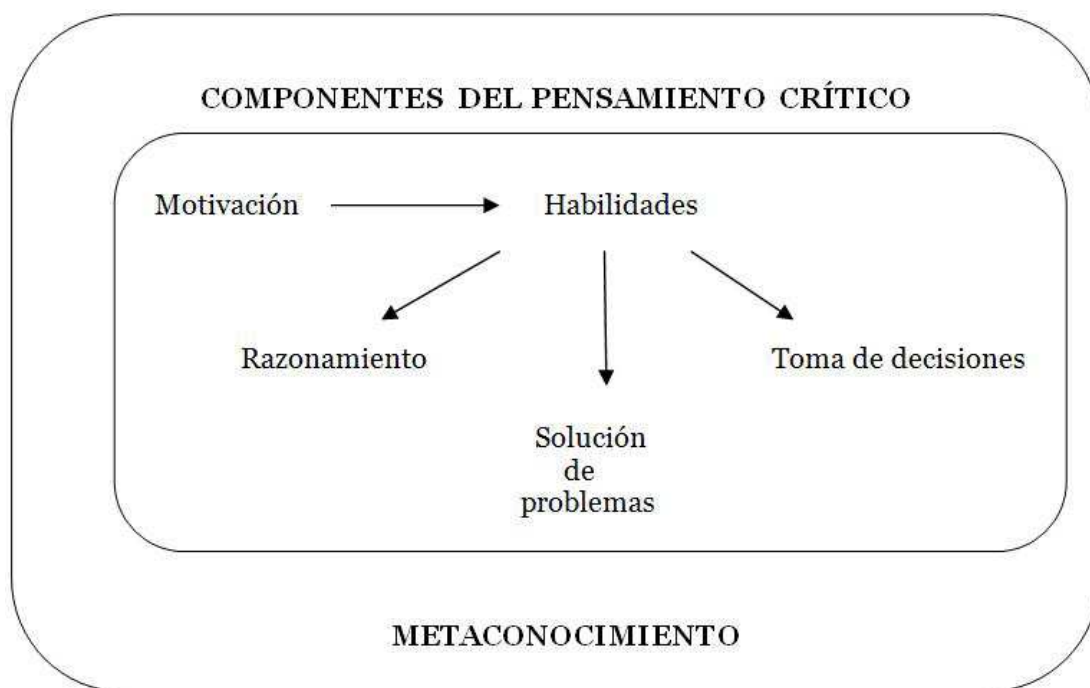 COMPONENTES DEL PENSAMIENTO CRÍTICO
Motivación
Habilidades
Razonamiento
Toma de decisiones
Solución
de
problemas
METACONOCIMIENTO